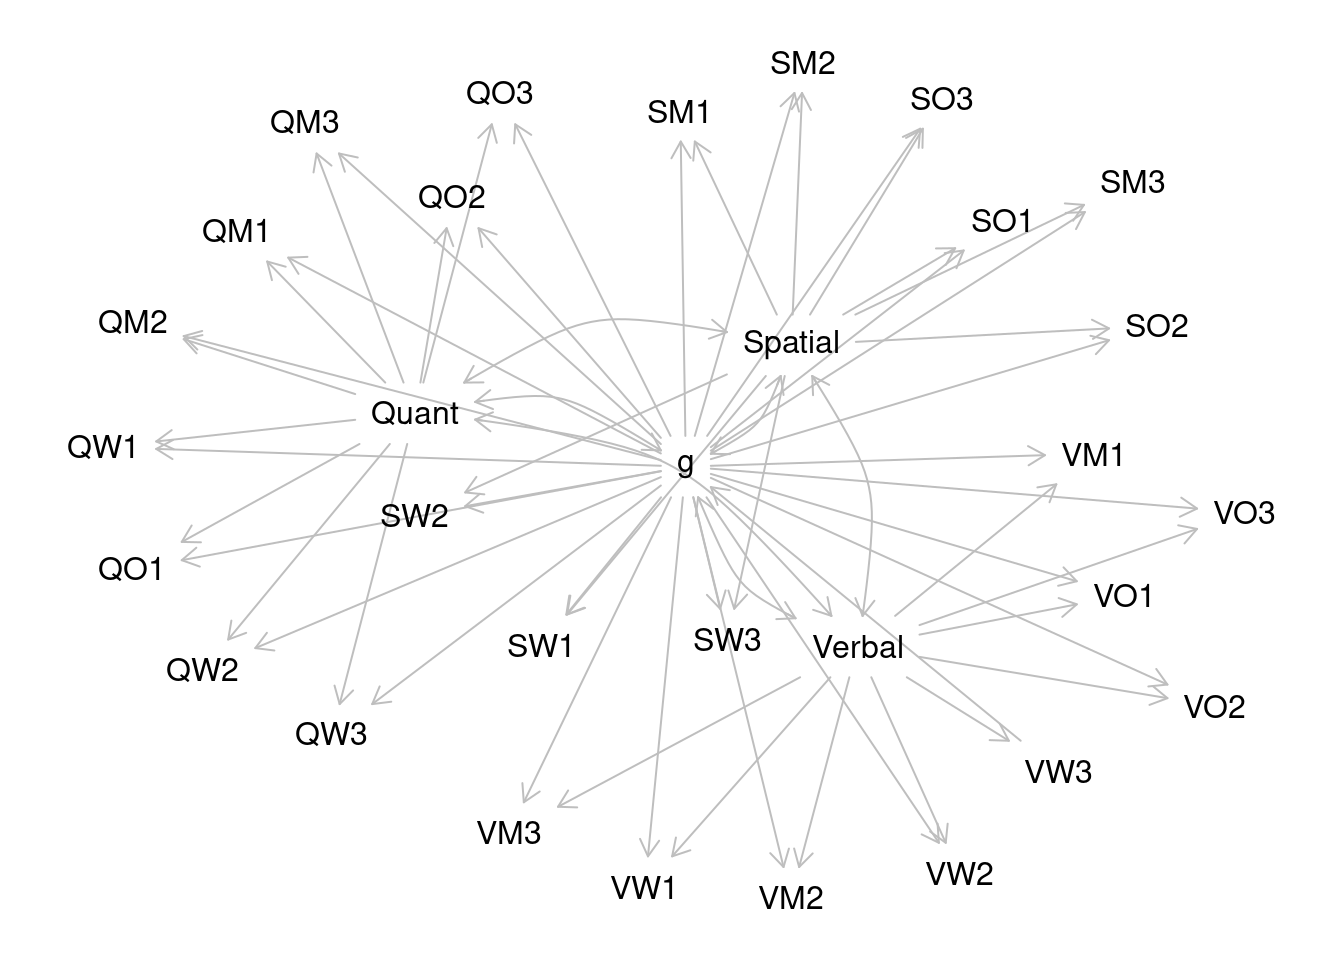 SM2
QO3
SO3
SM1
QM3
SM3
QO2
SO1
QM1
QM2
SO2
Spatial
Quant
QW1
VM1
g
VO3
SW2
QO1
VO1
SW3
SW1
Verbal
QW2
VO2
QW3
VW3
VM3
VW2
VW1
VM2